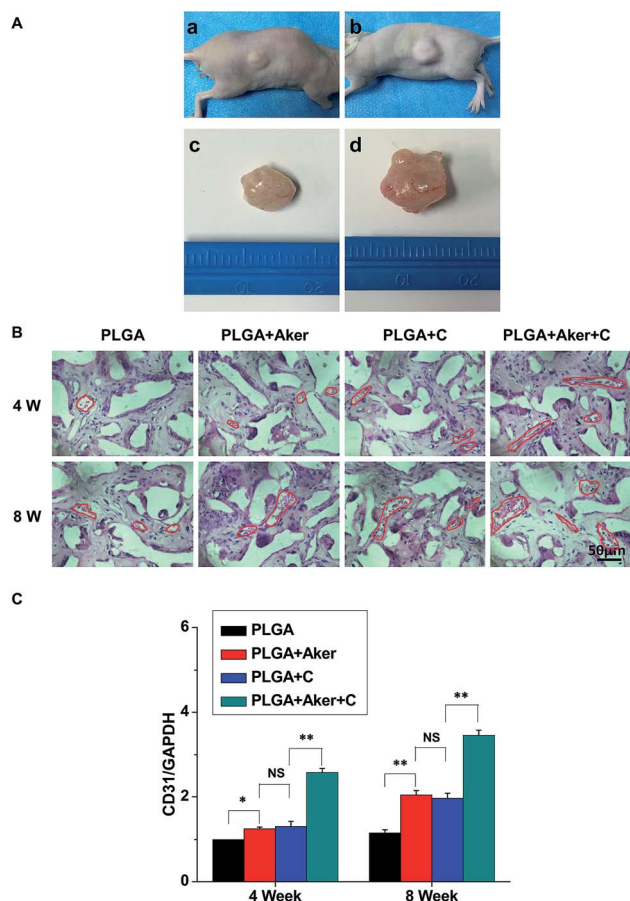 A
a
b
c
d
10
20
10
20
B
PLGA
PLGA+Aker
PLGA+C
PLGA+Aker+C
4 W
8 W
50μm
C
PLGA
PLGA+Aker
PLGA+C
PLGA+Aker+C
CD31/GAPDH
6
4
2
0
*
NS
**
**
NS
**
4 Week
8 Week